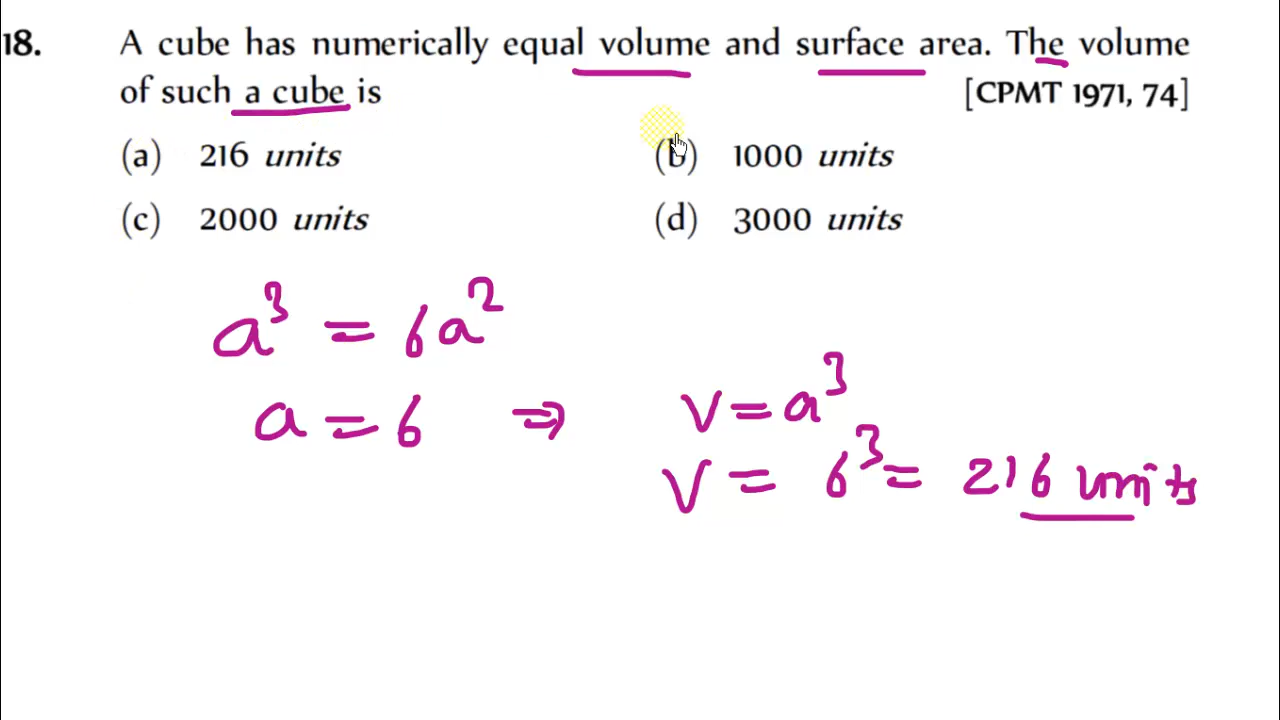 18. A cube has numerically equal volume and surface area. The volume
of such a cube is [CPMT 1971, 74]
(a) 216 units (b) 1000 units
(c) 2000 units (d) 3000 units
a³ = 6a²
a = 6 ⇒ V = a³
V = 6³ = 216 units